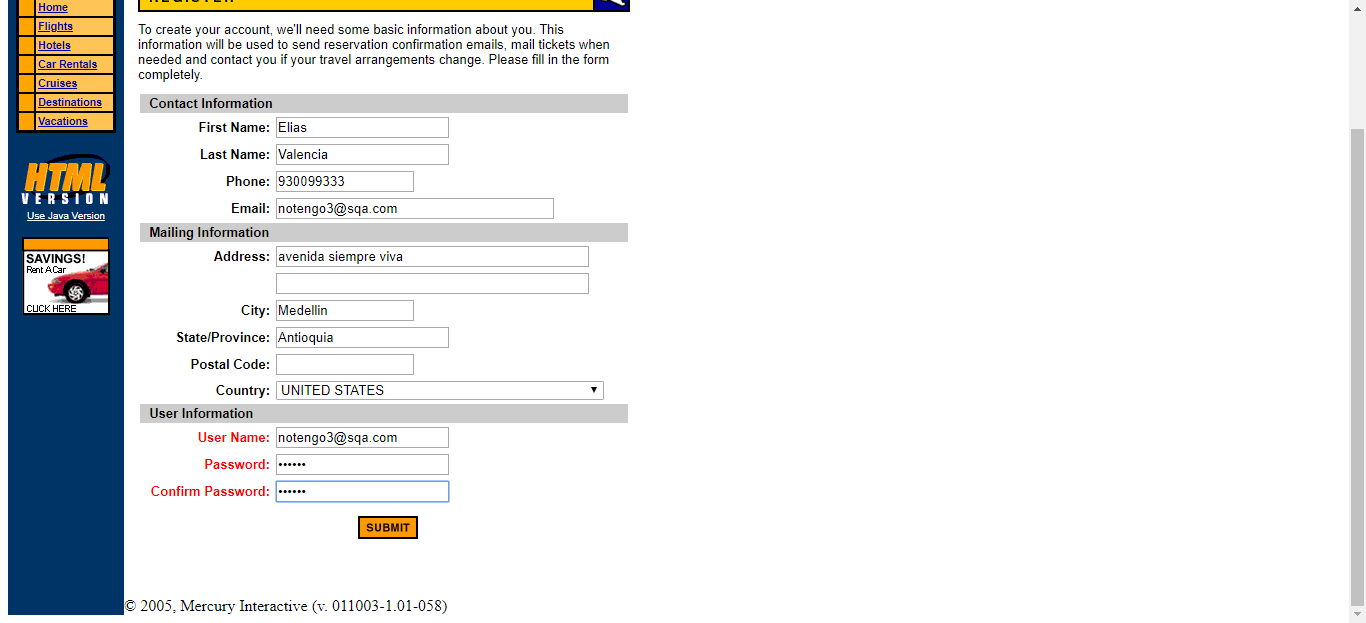 Home
REGISTER
Flights
Hotels
Car Rentals
Cruises
Destinations
Vacations
HTML
VERSION
Use Java Version
SAVINGS!
Rent A Car
CLICK HERE
To create your account, we'll need some basic information about you. This
information will be used to send reservation confirmation emails, mail tickets when
needed and contact you if your travel arrangements change. Please fill in the form
completely.
Contact Information
First Name: Elias
Last Name: Valencia
Phone: 930099333
Email: notengo3@sqa.com
Mailing Information
Address: avenida siempre viva
City: Medellin
State/Province: Antioquia
Postal Code:
Country: UNITED STATES
User Information
User Name: notengo3@sqa.com
Password: ••••••
Confirm Password: ••••••
SUBMIT
© 2005, Mercury Interactive (v. 011003-1.01-058)